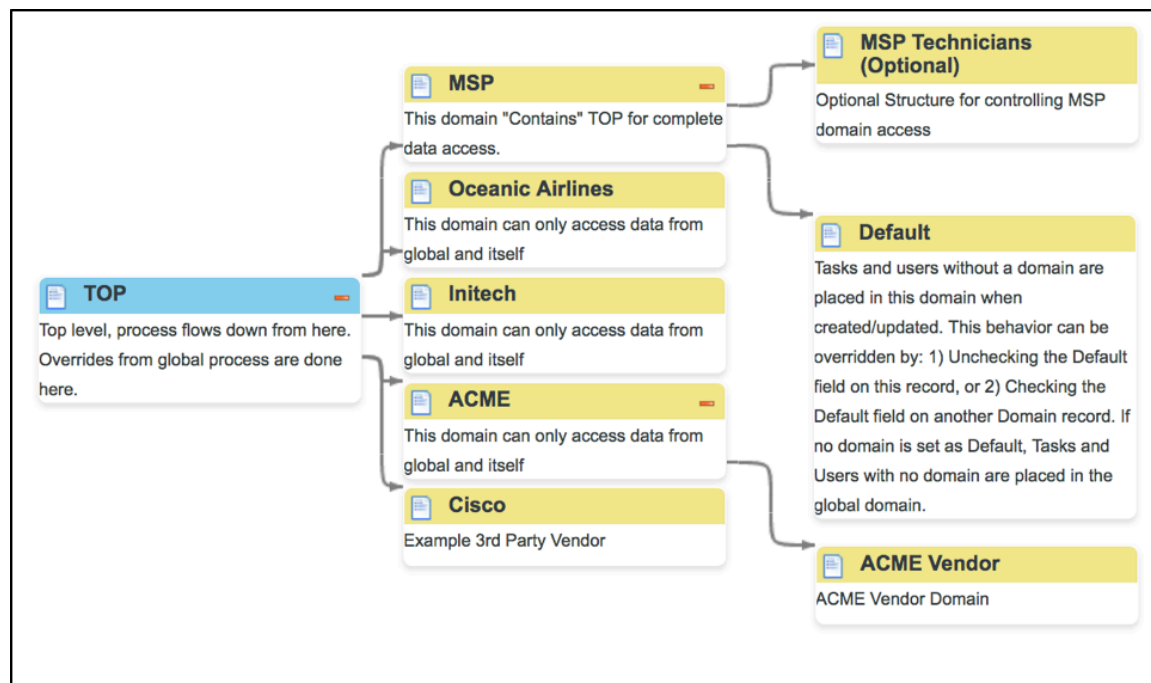 TOP
Top level, process flows down from here.
Overrides from global process are done
here.
MSP
This domain "Contains" TOP for complete
data access.
Oceanic Airlines
This domain can only access data from
global and itself
Initech
This domain can only access data from
global and itself
ACME
This domain can only access data from
global and itself
Cisco
Example 3rd Party Vendor
MSP Technicians
(Optional)
Optional Structure for controlling MSP
domain access
Default
Tasks and users without a domain are
placed in this domain when
created/updated. This behavior can be
overridden by: 1) Unchecking the Default
field on this record, or 2) Checking the
Default field on another Domain record. If
no domain is set as Default, Tasks and
Users with no domain are placed in the
global domain.
ACME Vendor
ACME Vendor Domain